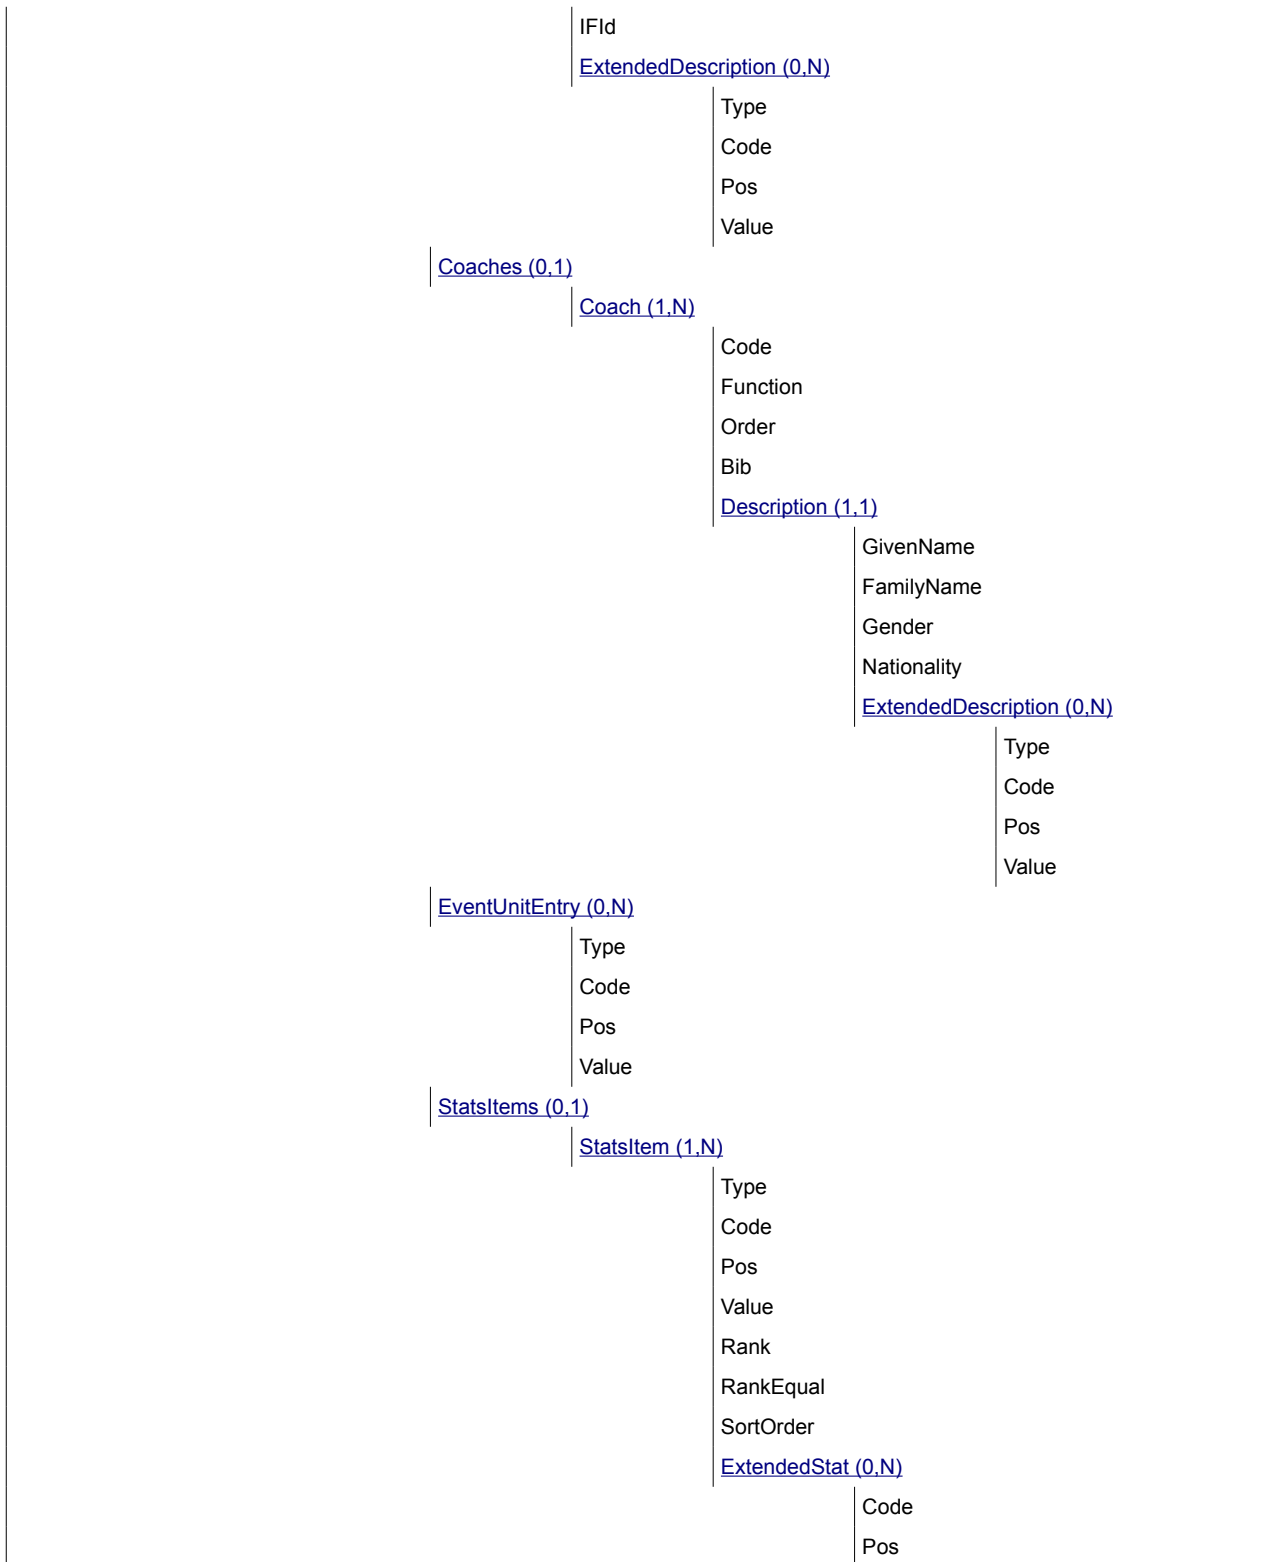 IFId
ExtendedDescription (0,N)
Type
Code
Pos
Value
Coaches (0,1)
Coach (1,N)
Code
Function
Order
Bib
Description (1,1)
GivenName
FamilyName
Gender
Nationality
ExtendedDescription (0,N)
Type
Code
Pos
Value
EventUnitEntry (0,N)
Type
Code
Pos
Value
StatsItems (0,1)
StatsItem (1,N)
Type
Code
Pos
Value
Rank
RankEqual
SortOrder
ExtendedStat (0,N)
Code
Pos